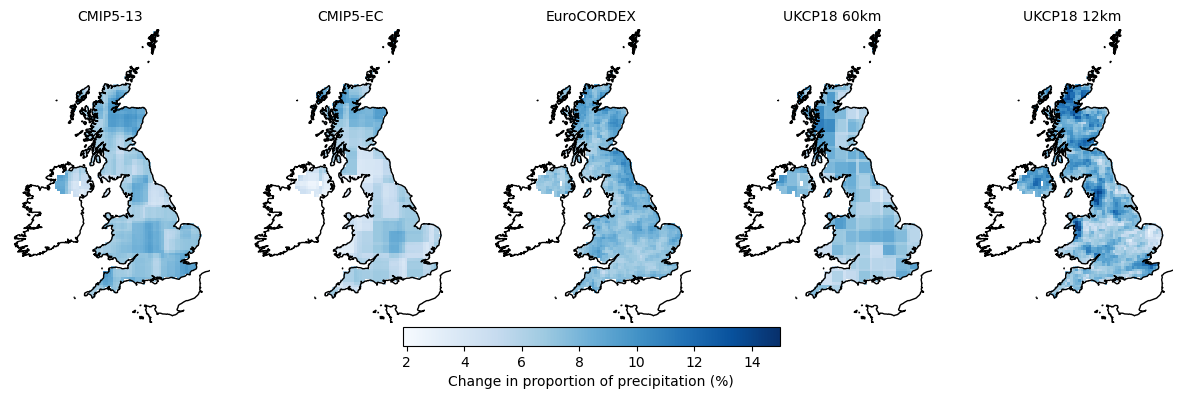 CMIP5-13 CMIP5-EC EuroCORDEX UKCP18 60km UKCP18 12km
2 4 6 8 10 12 14
Change in proportion of precipitation (%)